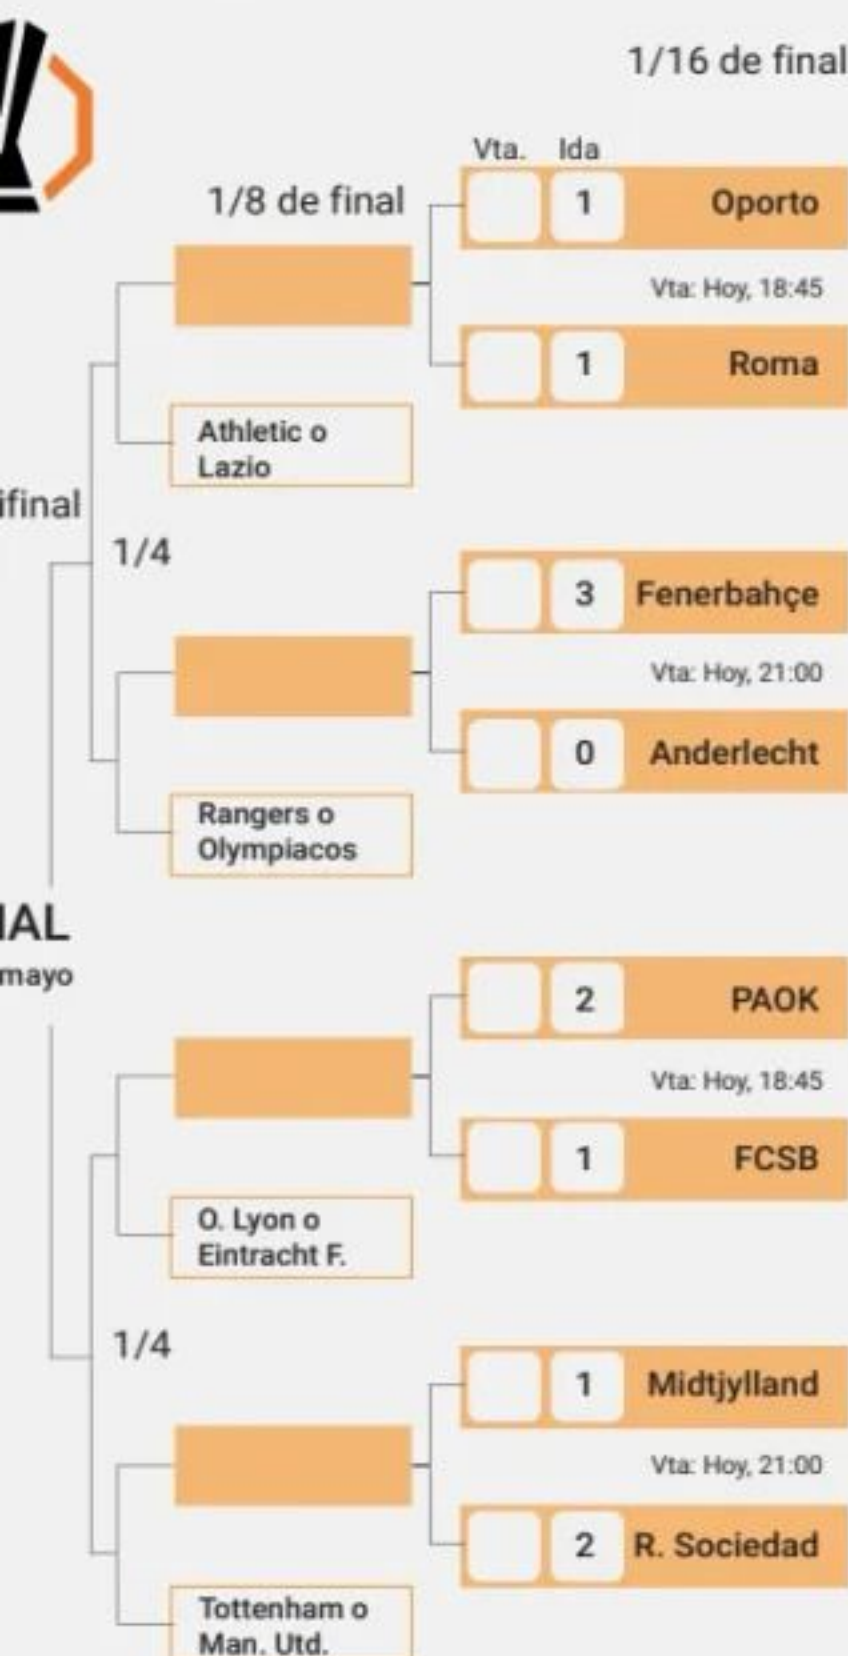 1/16 de final
Vta. Ida
1/8 de final
1 Oporto
Vta: Hoy, 18:45
1 Roma
Athletic o
Lazio
ifinal
1/4
3 Fenerbahçe
Vta: Hoy, 21:00
0 Anderlecht
Rangers o
Olympiacos
NAL
mayo
2 PAOK
Vta: Hoy, 18:45
1 FCSB
O. Lyon o
Eintracht F.
1/4
1 Midtjylland
Vta: Hoy, 21:00
2 R. Sociedad
Tottenham o
Man. Utd.